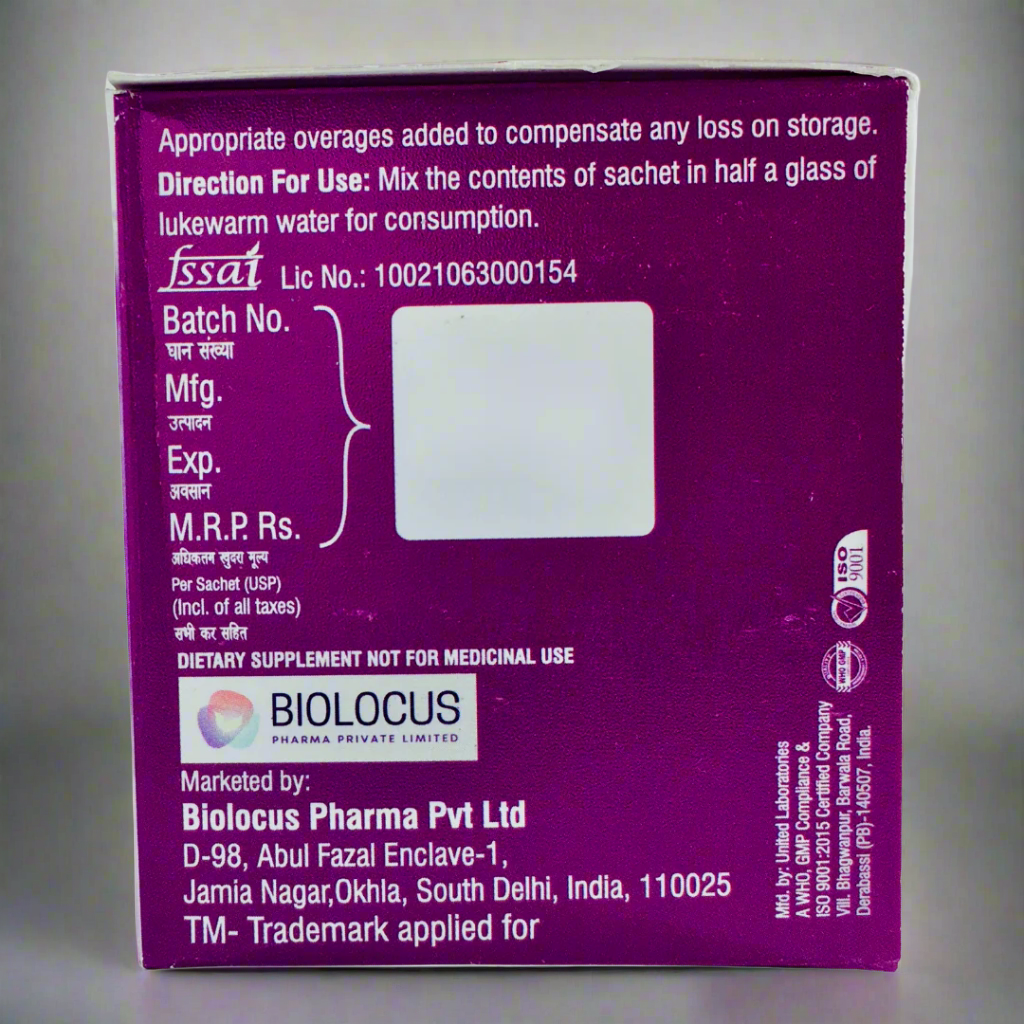 Appropriate overages added to compensate any loss on storage.
Direction For Use: Mix the contents of sachet in half a glass of
lukewarm water for consumption.
fssai Lic No.: 10021063000154
Batch No.
घान संख्या
Mfg.
उत्पादन
Exp.
अवसान
M.R.P. Rs.
अधिकतम खुदरा मूल्य
Per Sachet (USP)
(Incl. of all taxes)
सभी कर सहित
DIETARY SUPPLEMENT NOT FOR MEDICINAL USE
BIOLOCUS
PHARMA PRIVATE LIMITED
Marketed by:
Biolocus Pharma Pvt Ltd
D-98, Abul Fazal Enclave-1,
Jamia Nagar,Okhla, South Delhi, India, 110025
TM- Trademark applied for
ISO
9001
WHO GMP
Mfd. by: United Laboratories
A WHO, GMP Compliance &
ISO 9001:2015 Certified Company
Vill. Bhagwanpur, Barwala Road,
Derabassi (PB)-140507, India.